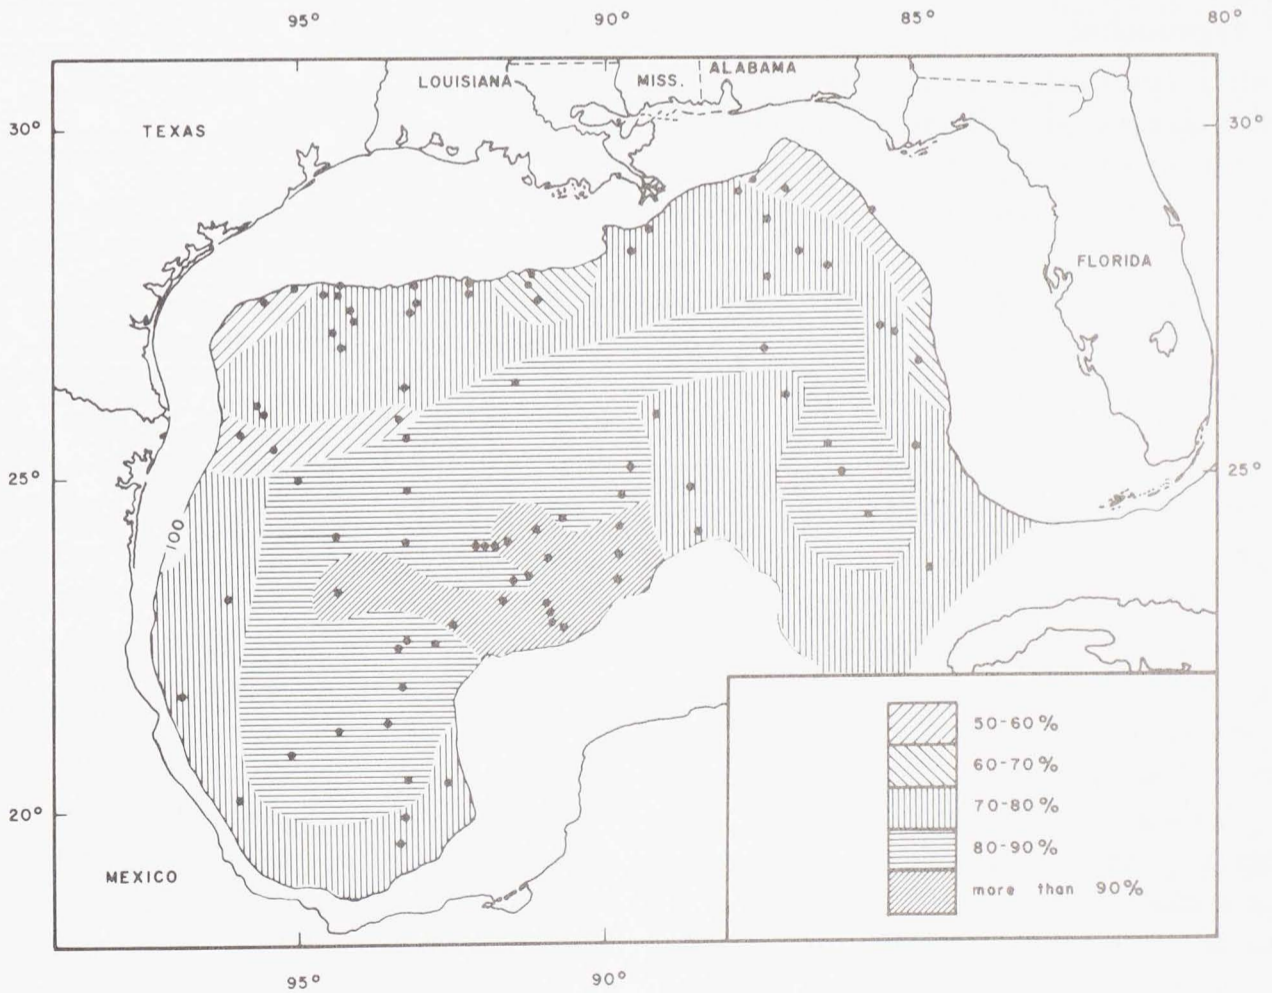 95° 90° 85° 80°
LOUISIANA MISS. ALABAMA
30° TEXAS 30°
FLORIDA
25° 25°
100
50-60%
60-70%
70-80%
20° 80-90%
MEXICO more than 90%
95° 90°